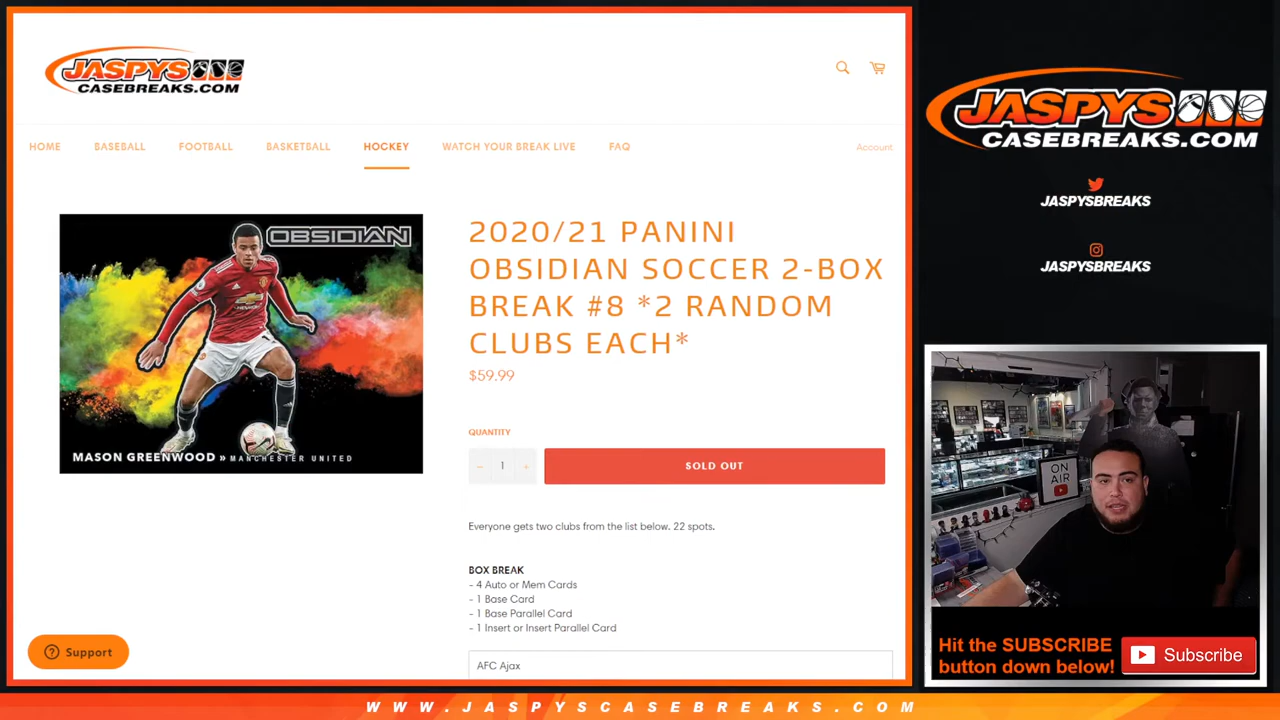 JASPYS
CASEBREAKS.COM
HOME BASEBALL FOOTBALL BASKETBALL HOCKEY WATCH YOUR BREAK LIVE FAQ Account
OBSIDIAN
MASON GREENWOOD » MANCHESTER UNITED
2020/21 PANINI
OBSIDIAN SOCCER 2-BOX
BREAK #8 *2 RANDOM
CLUBS EACH*
$59.99
QUANTITY
− 1 +
SOLD OUT
Everyone gets two clubs from the list below. 22 spots.
BOX BREAK
- 4 Auto or Mem Cards
- 1 Base Card
- 1 Base Parallel Card
- 1 Insert or Insert Parallel Card
AFC Ajax
Support
JASPYS
CASEBREAKS.COM
JASPYSBREAKS
JASPYSBREAKS
ON
AIR
Hit the SUBSCRIBE
button down below!
Subscribe
WWW.JASPYSCASEBREAKS.COM